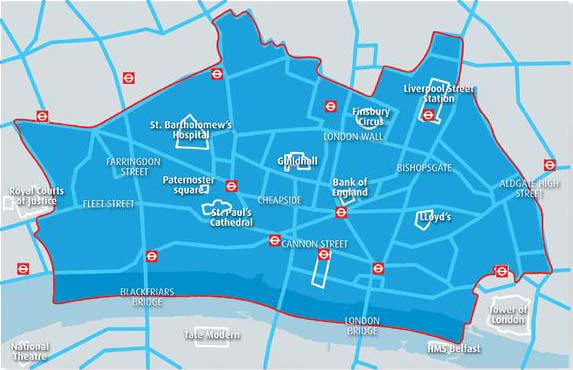 Liverpool Street
Station
Finsbury
Circus
St. Bartholomew's
Hospital
LONDON WALL
FARRINGDON
STREET
Guildhall
BISHOPSGATE
Paternoster
square
Bank of
England
ALDGATE HIGH
STREET
Royal Courts
of Justice
FLEET STREET
CHEAPSIDE
St. Paul's
Cathedral
LLoyd's
CANNON STREET
BLACKFRIARS
BRIDGE
LONDON
BRIDGE
Tower of
London
Tate Modern
National
Theatre
HMS Belfast